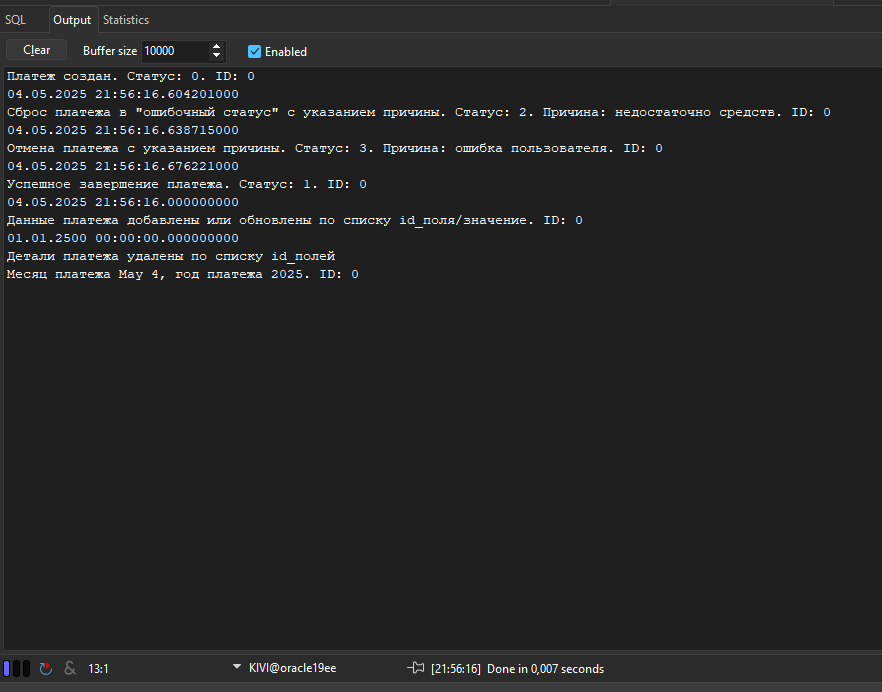 SQL Output Statistics
Clear Buffer size 10000 Enabled
Платеж создан. Статус: 0. ID: 0
04.05.2025 21:56:16.604201000
Сброс платежа в "ошибочный статус" с указанием причины. Статус: 2. Причина: недостаточно средств. ID: 0
04.05.2025 21:56:16.638715000
Отмена платежа с указанием причины. Статус: 3. Причина: ошибка пользователя. ID: 0
04.05.2025 21:56:16.676221000
Успешное завершение платежа. Статус: 1. ID: 0
04.05.2025 21:56:16.000000000
Данные платежа добавлены или обновлены по списку id_поля/значение. ID: 0
01.01.2500 00:00:00.000000000
Детали платежа удалены по списку id_полей
Месяц платежа May 4, год платежа 2025. ID: 0
& 13:1 KIVI@oracle19ee [21:56:16] Done in 0,007 seconds